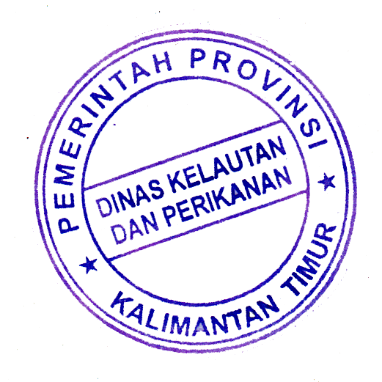 PEMERINTAH PROVINSI
DINAS KELAUTAN
DAN PERIKANAN
KALIMANTAN TIMUR